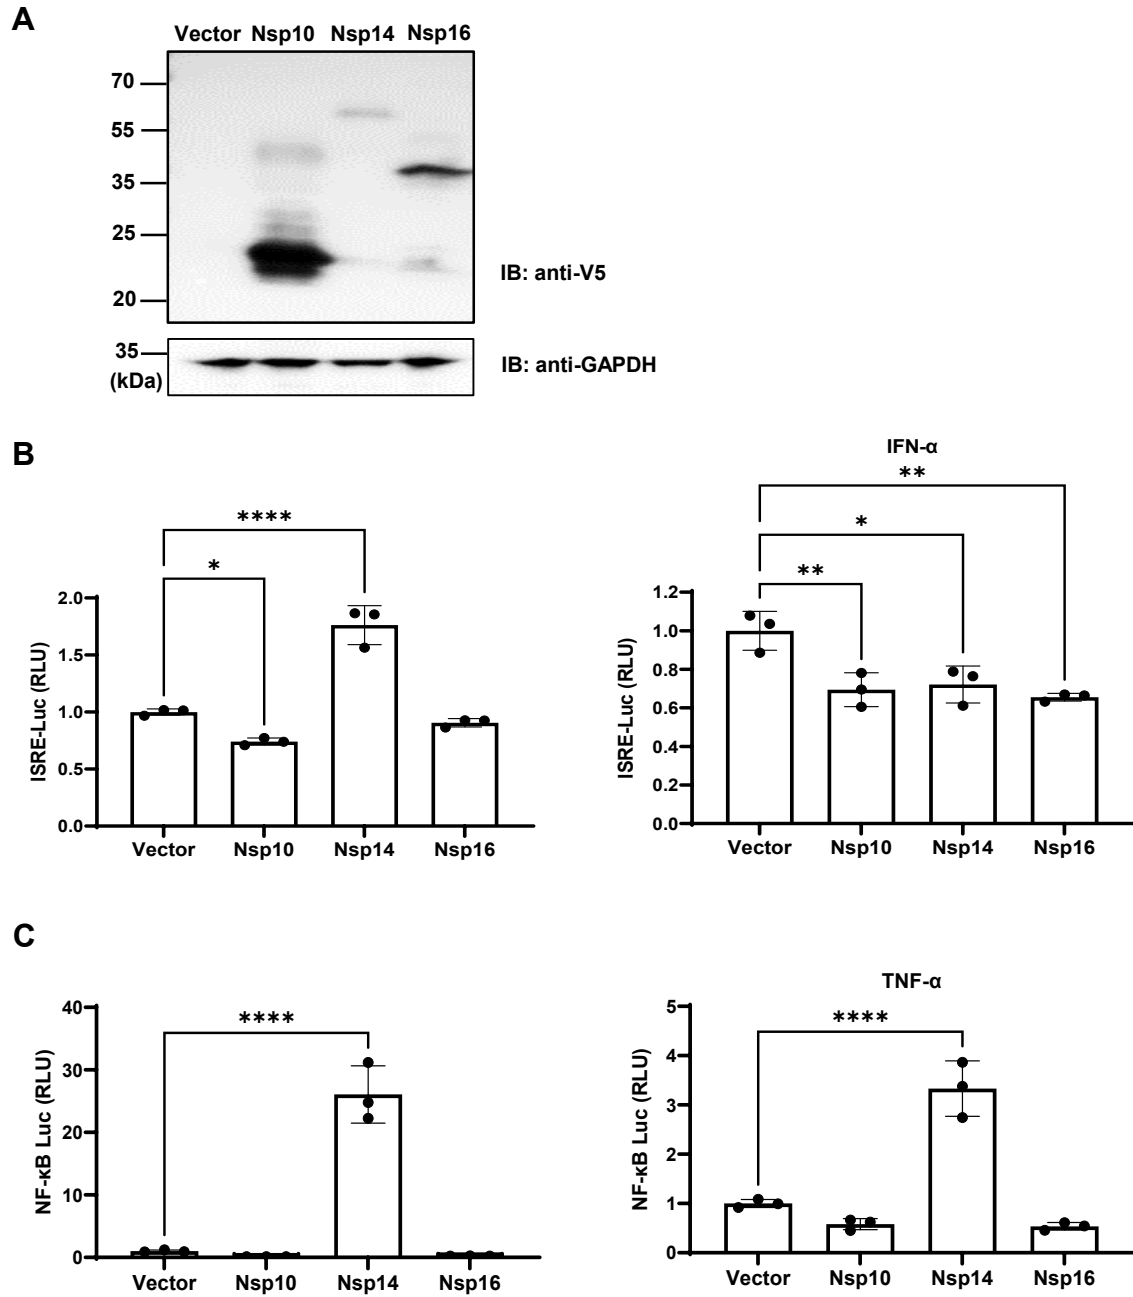 A
Vector Nsp10 Nsp14 Nsp16
70
55
35
25
20
IB: anti-V5
35
(kDa)
IB: anti-GAPDH
B
****
*
2.0
1.5
1.0
0.5
0.0
ISRE-Luc (RLU)
Vector Nsp10 Nsp14 Nsp16
IFN-α
**
*
**
1.2
1.0
0.8
0.6
0.4
0.2
0.0
ISRE-Luc (RLU)
Vector Nsp10 Nsp14 Nsp16
C
****
40
30
20
10
0
NF-κB Luc (RLU)
Vector Nsp10 Nsp14 Nsp16
TNF-α
****
5
4
3
2
1
0
NF-κB Luc (RLU)
Vector Nsp10 Nsp14 Nsp16